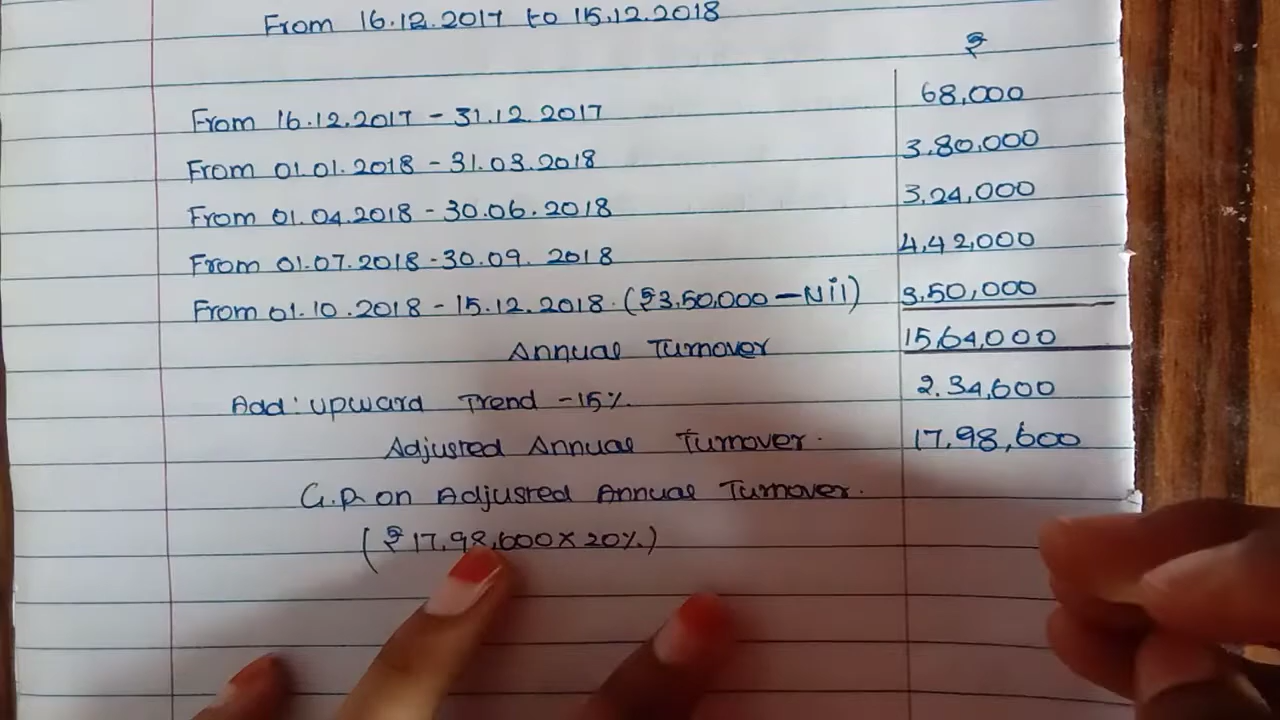 From 16.12.2017 to 15.12.2018
₹
From 16.12.2017 - 31.12.2017 68,000
From 01.01.2018 - 31.03.2018 3,80,000
From 01.04.2018 - 30.06.2018 3,24,000
From 01.07.2018 - 30.09.2018 4,42,000
From 01.10.2018 - 15.12.2018 (₹3,50,000 - Nil) 3,50,000
Annual Turnover 15,64,000
Add: upward Trend - 15% 2,34,600
Adjusted Annual Turnover. 17,98,600
G.P. on Adjusted Annual Turnover.
(₹17,98,600 x 20%)